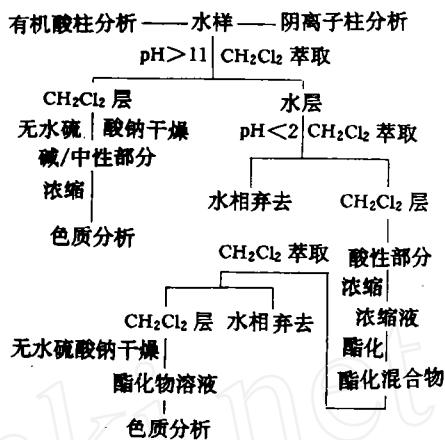 有机酸柱分析——水样——阴离子柱分析
pH>11 CH₂Cl₂ 萃取
CH₂Cl₂ 层 水层
无水硫酸钠干燥 pH<2 CH₂Cl₂ 萃取
碱/中性部分
浓缩 水相弃去 CH₂Cl₂ 层
色质分析 CH₂Cl₂ 萃取 酸性部分
浓缩
CH₂Cl₂ 层 水相弃去 浓缩液
无水硫酸钠干燥 酯化
酯化物溶液 酯化混合物
色质分析